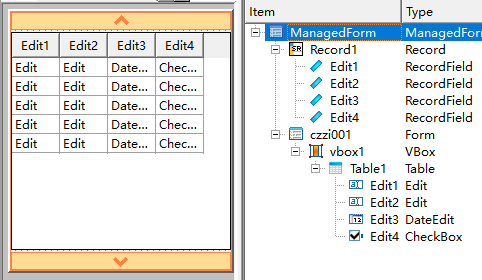 Edit1 Edit2 Edit3 Edit4
Edit Edit Date... Chec...
Edit Edit Date... Chec...
Edit Edit Date... Chec...
Edit Edit Date... Chec...
Edit Edit Date... Chec...
Item Type
ManagedForm ManagedForm
SR Record1 Record
Edit1 RecordField
Edit2 RecordField
Edit3 RecordField
Edit4 RecordField
czzi001 Form
vbox1 VBox
Table1 Table
a Edit1 Edit
a Edit2 Edit
12 Edit3 DateEdit
Edit4 CheckBox